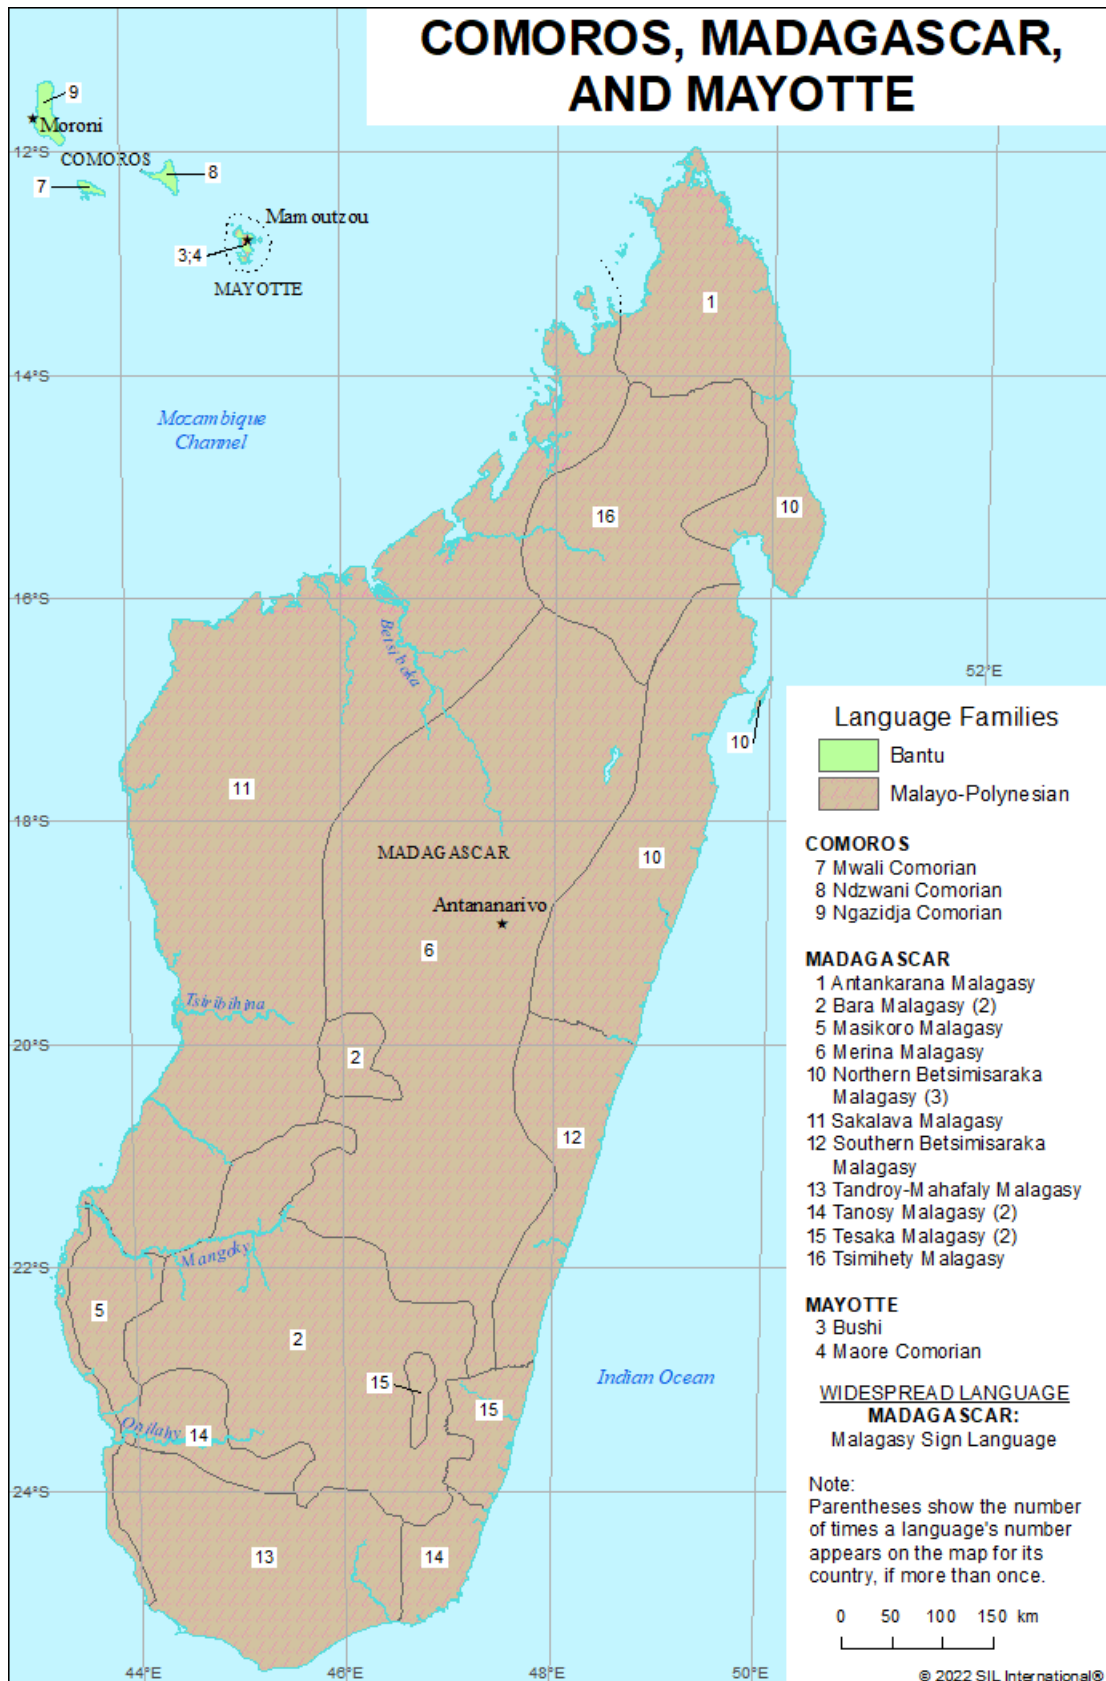 COMOROS, MADAGASCAR,
AND MAYOTTE
9
Moroni
12°S
COMOROS
8
7
Mamoutzou
3;4
MAYOTTE
1
14°S
Mozambique
Channel
10
16
16°S
Betsiboka
52°E
10
11
18°S
MADAGASCAR
10
Antananarivo
6
Tsiribihina
20°S
2
12
Mangoky
22°S
5
2
Indian Ocean
15
15
Onilahy
14
24°S
13
14
44°E
46°E
48°E
50°E
Language Families
Bantu
Malayo-Polynesian
COMOROS
7 Mwali Comorian
8 Ndzwani Comorian
9 Ngazidja Comorian
MADAGASCAR
1 Antankarana Malagasy
2 Bara Malagasy (2)
5 Masikoro Malagasy
6 Merina Malagasy
10 Northern Betsimisaraka
Malagasy (3)
11 Sakalava Malagasy
12 Southern Betsimisaraka
Malagasy
13 Tandroy-Mahafaly Malagasy
14 Tanosy Malagasy (2)
15 Tesaka Malagasy (2)
16 Tsimihety Malagasy
MAYOTTE
3 Bushi
4 Maore Comorian
WIDESPREAD LANGUAGE
MADAGASCAR:
Malagasy Sign Language
Note:
Parentheses show the number
of times a language's number
appears on the map for its
country, if more than once.
0 50 100 150 km
© 2022 SIL International®